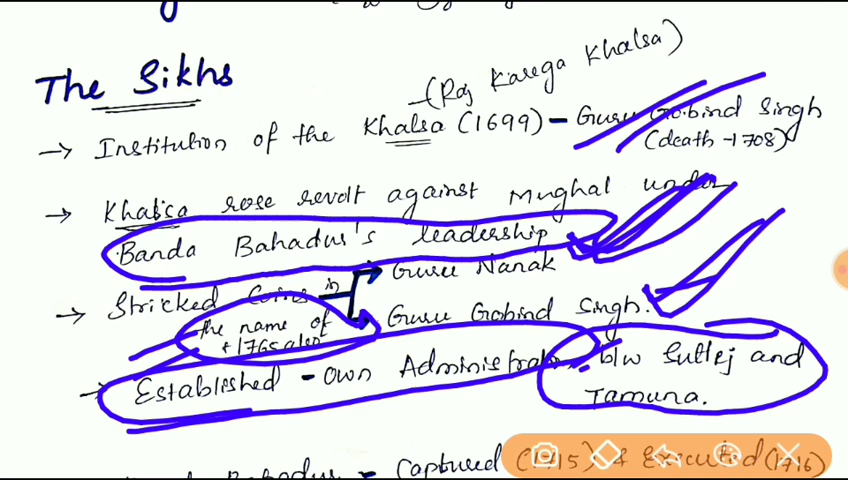 The Sikhs
(Raj Karega Khalsa)
→ Institution of the Khalsa (1699) - Guru Gobind Singh
(death - 1708)
→ Khalsa rose revolt against Mughal under
Banda Bahadur's leadership
→ Stricked Coins in Guru Nanak
the name of Guru Gobind Singh.
+ 1765 also
→ Established - own Administration b/w Sutlej and
Jamuna.
Bahadur - Captured (1715) & Executed (1716)